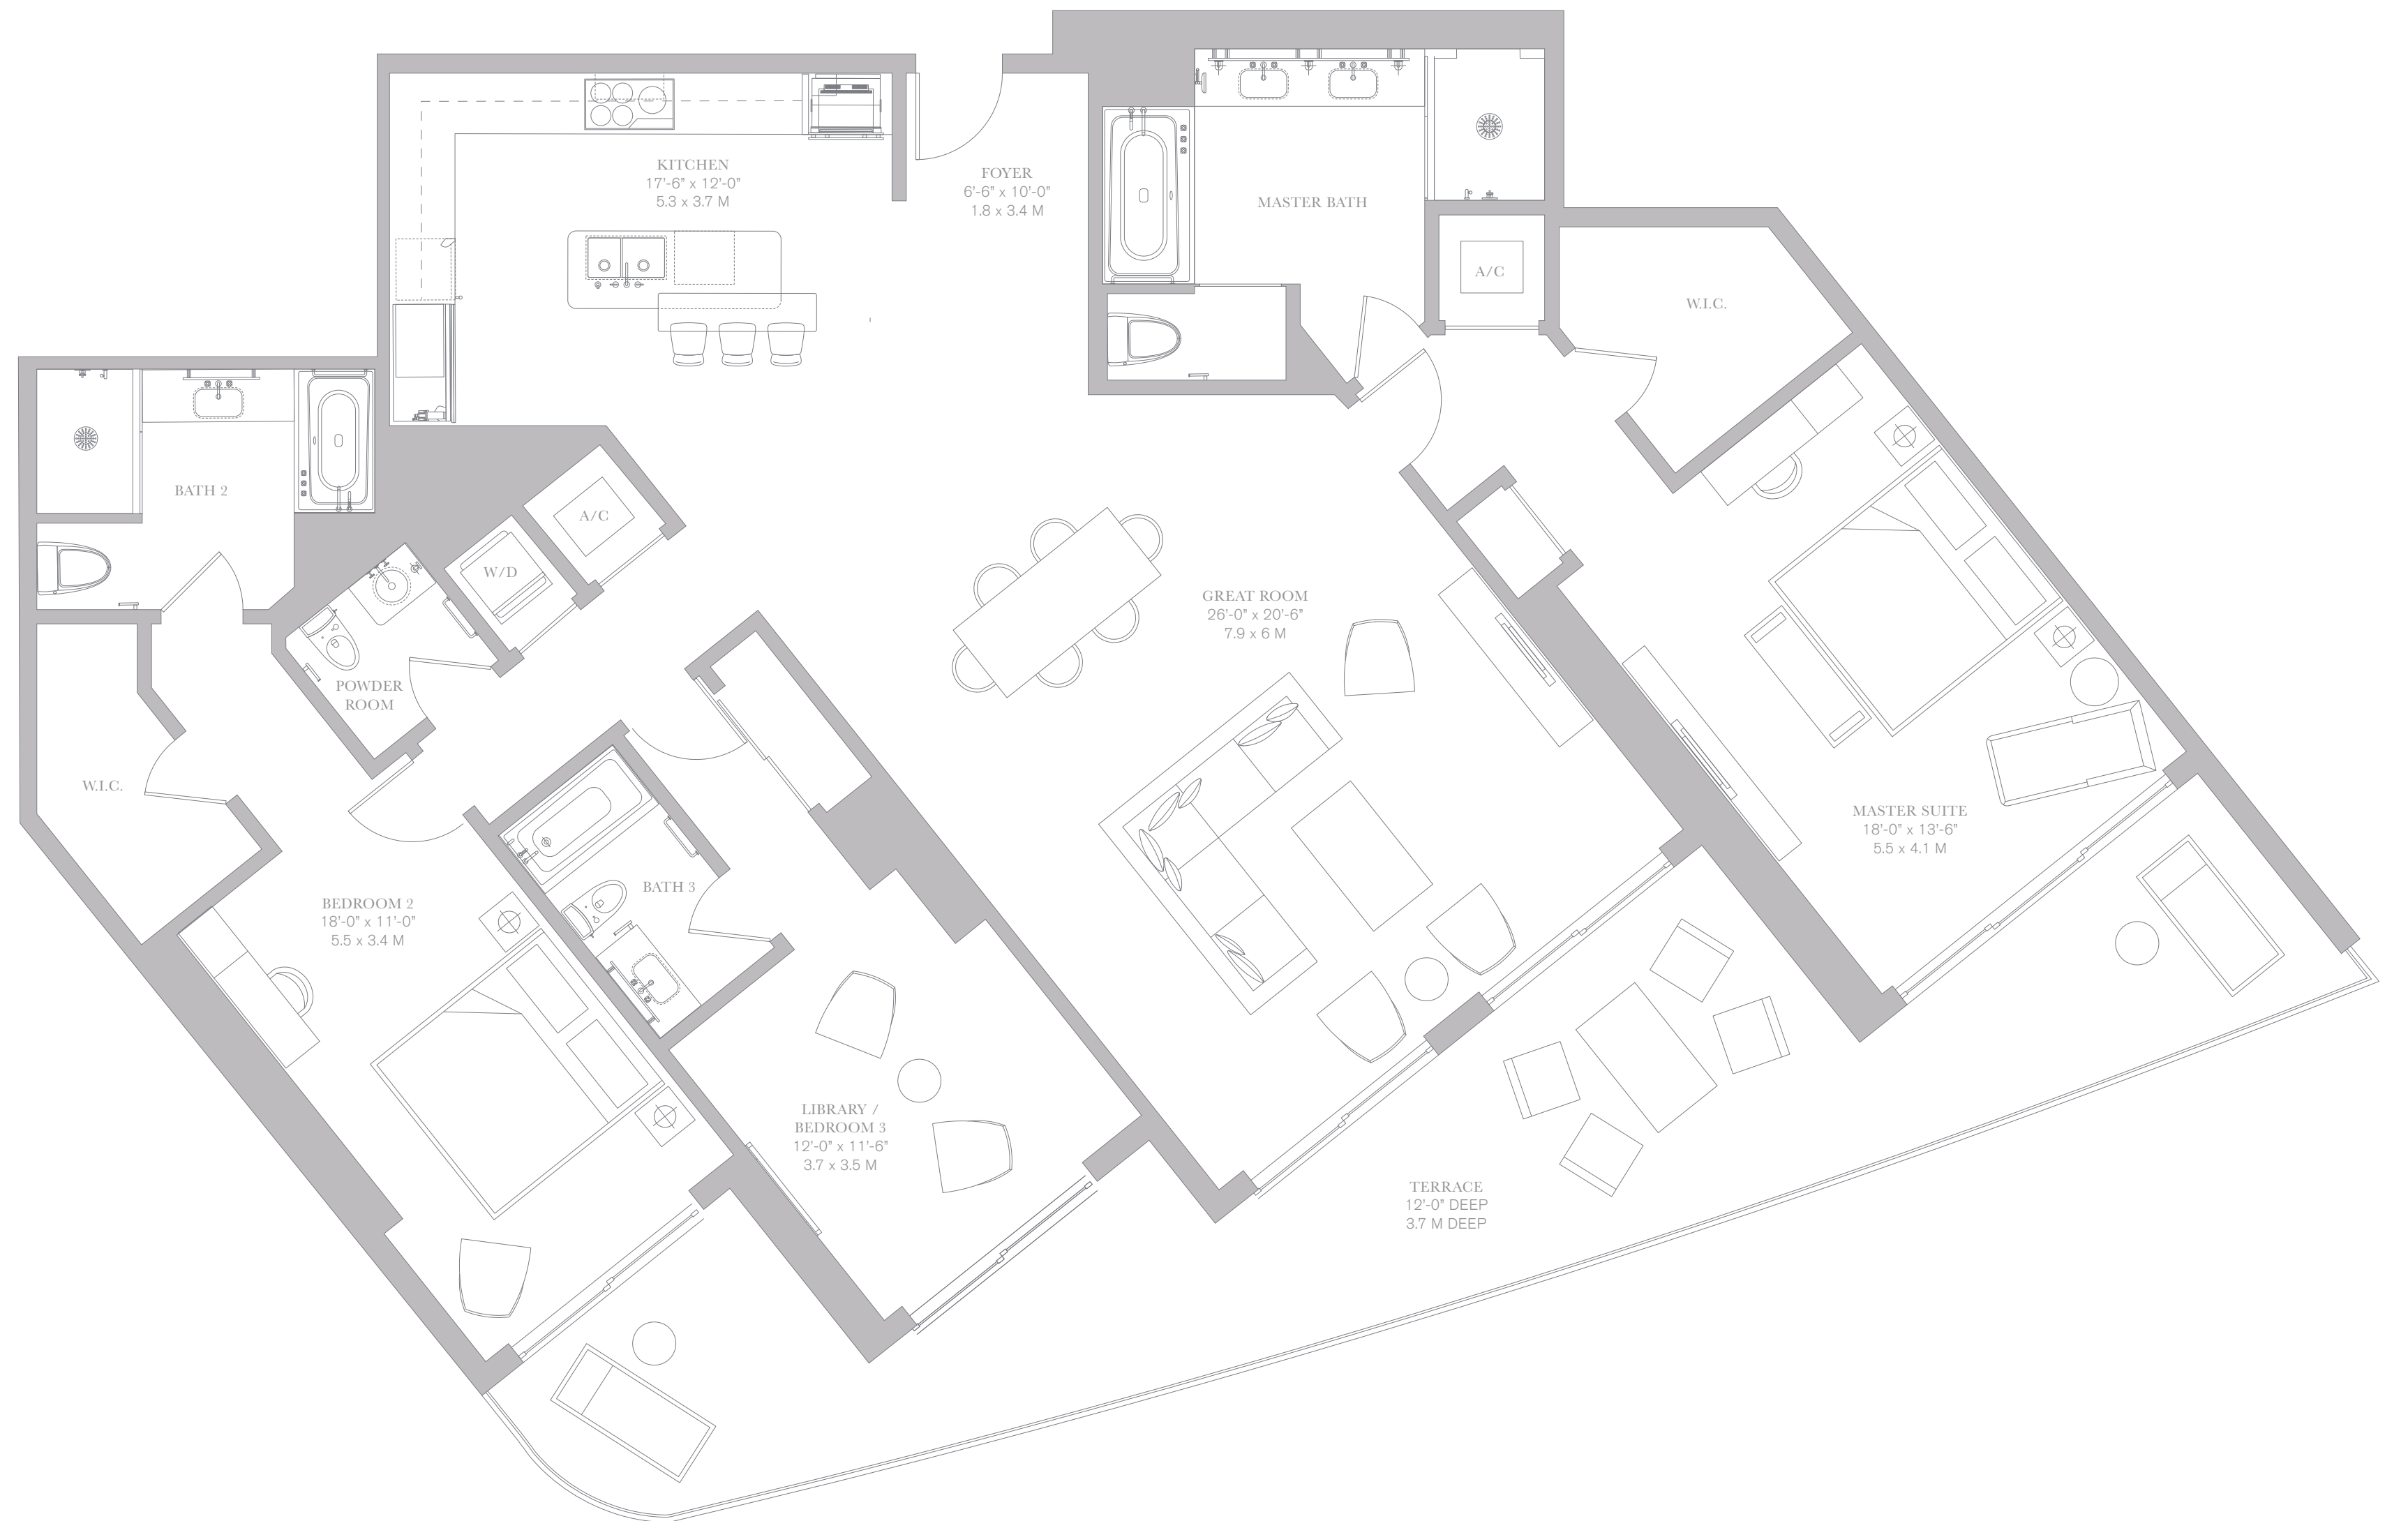 KITCHEN
17'-6" x 12'-0"
5.3 x 3.7 M
FOYER
6'-6" x 10'-0"
1.8 x 3.4 M
MASTER BATH
A/C
W.I.C.
BATH 2
A/C
W/D
POWDER
ROOM
GREAT ROOM
26'-0" x 20'-6"
7.9 x 6 M
W.I.C.
MASTER SUITE
18'-0" x 13'-6"
5.5 x 4.1 M
BEDROOM 2
18'-0" x 11'-0"
5.5 x 3.4 M
BATH 3
LIBRARY /
BEDROOM 3
12'-0" x 11'-6"
3.7 x 3.5 M
TERRACE
12'-0" DEEP
3.7 M DEEP